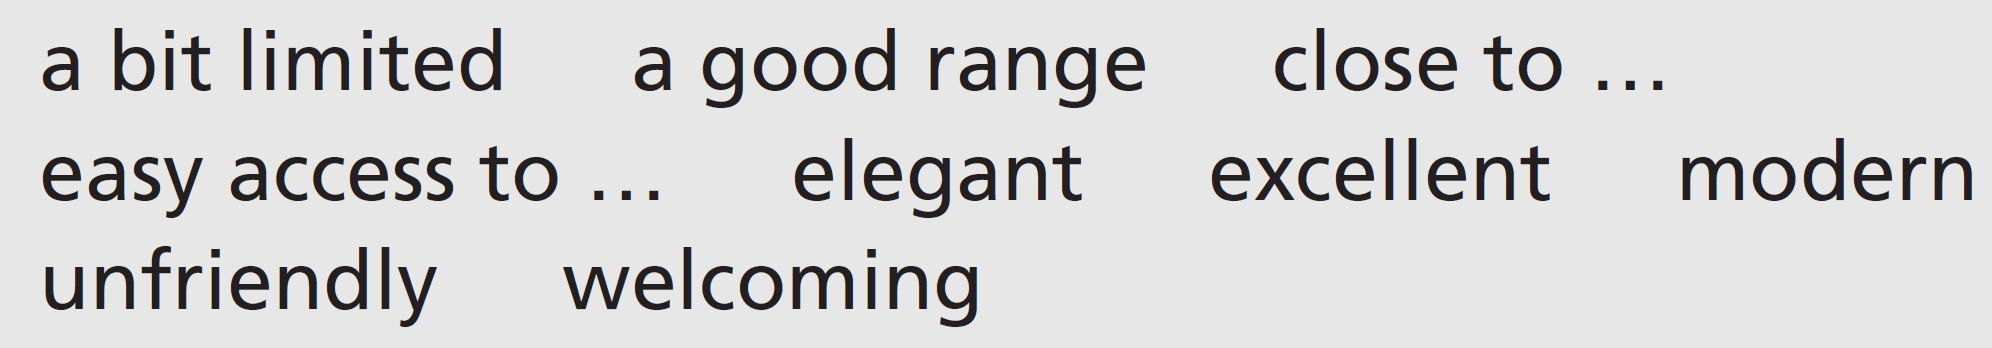 a bit limited a good range close to …
easy access to … elegant excellent modern
unfriendly welcoming